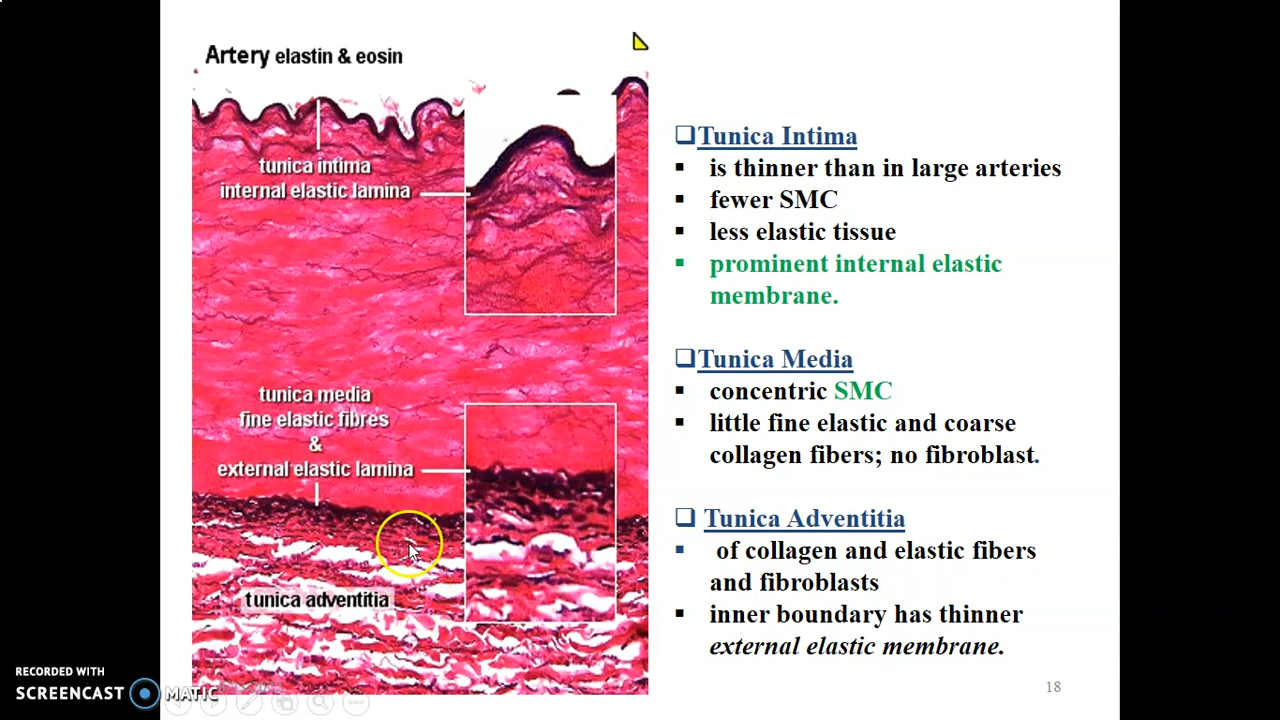 Artery elastin & eosin
tunica intima
internal elastic lamina
tunica media
fine elastic fibres
&
external elastic lamina
tunica adventitia
Tunica Intima
is thinner than in large arteries
fewer SMC
less elastic tissue
prominent internal elastic
membrane.
Tunica Media
concentric SMC
little fine elastic and coarse
collagen fibers; no fibroblast.
Tunica Adventitia
of collagen and elastic fibers
and fibroblasts
inner boundary has thinner
external elastic membrane.
18
RECORDED WITH
SCREENCAST MATIC